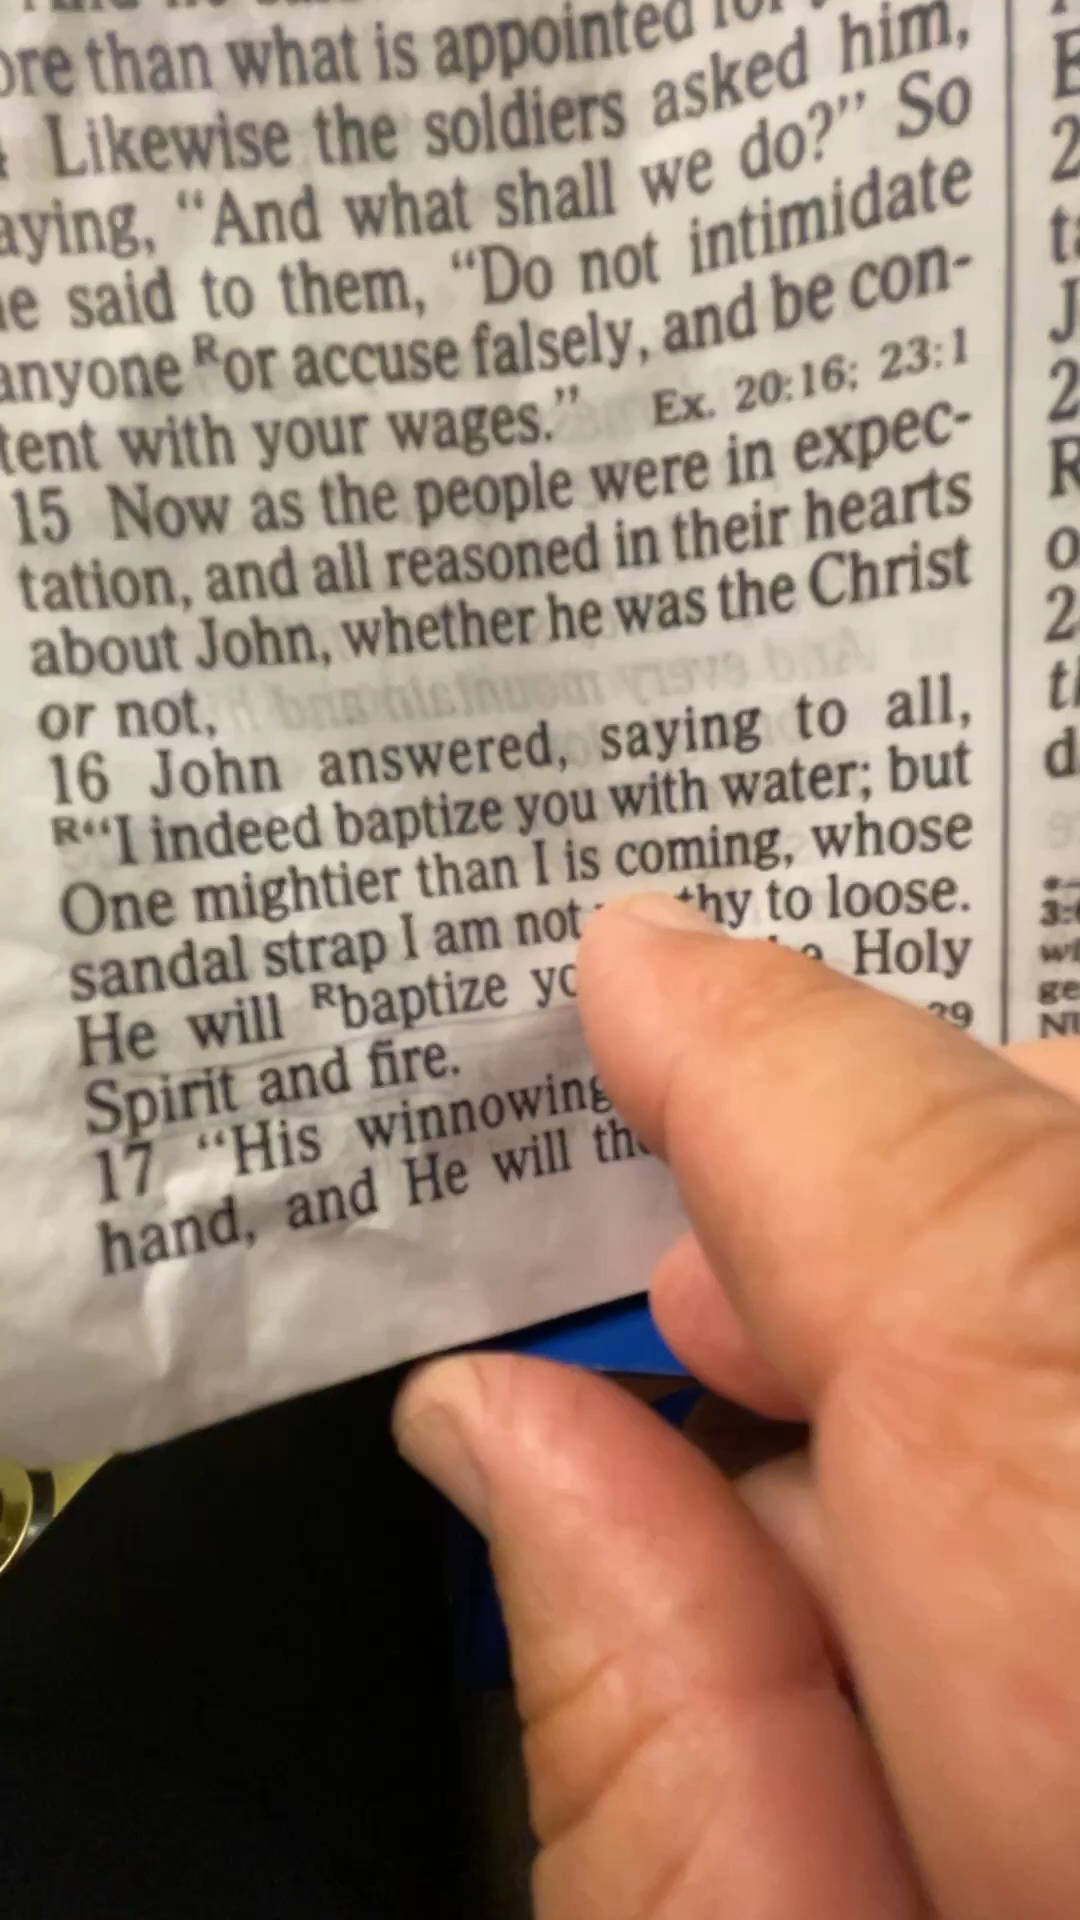 ore than what is appointed for
Likewise the soldiers asked him,
aying, “And what shall we do?” So
e said to them, “Do not intimidate
anyone ᴿor accuse falsely, and be con-
tent with your wages.” Ex. 20:16; 23:1
15 Now as the people were in expec-
tation, and all reasoned in their hearts
about John, whether he was the Christ
or not,
16 John answered, saying to all,
ᴿ“I indeed baptize you with water; but
One mightier than I is coming, whose
sandal strap I am not thy to loose.
He will ᴿbaptize yo Holy
Spirit and fire. 29
17 “His winnowing
hand, and He will th